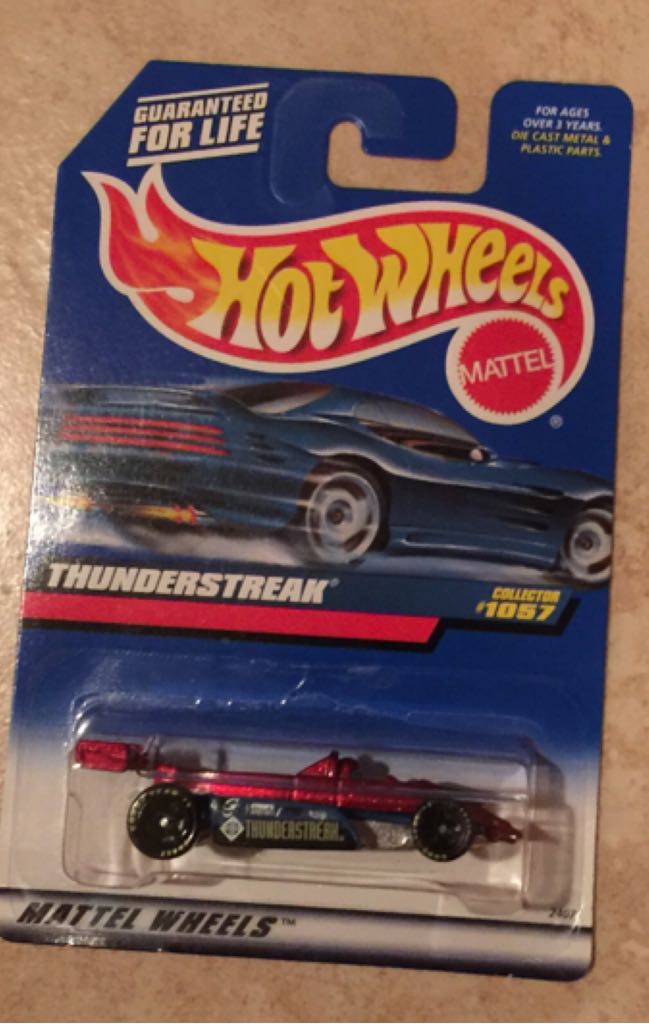 GUARANTEED
FOR LIFE
FOR AGES
OVER 3 YEARS.
DIE CAST METAL &
PLASTIC PARTS.
HOT WHEELS
MATTEL
®
THUNDERSTREAK®
COLLECTOR
#1057
THUNDERSTREAK
MATTEL WHEELS™